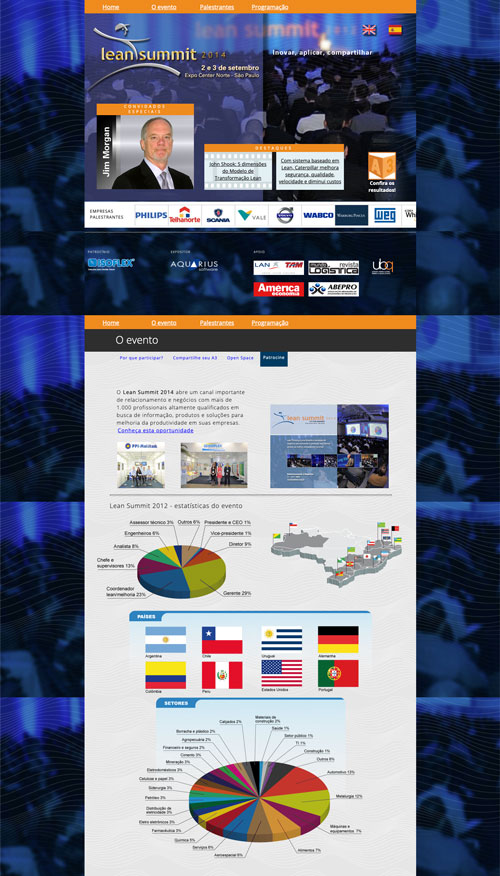 Home O evento Palestrantes Programação
lean summit 2014
Inovar, aplicar, compartilhar
2 e 3 de setembro
Expo Center Norte - São Paulo
CONVIDADOS
ESPECIAIS
Jim Morgan
DESTAQUES
John Shook: 5 dimensões
do Modelo de
Transformação Lean
Com sistema baseado em
Lean, Caterpillar melhora
segurança, qualidade,
velocidade e diminui custos
A3
Confira os
resultados!
EMPRESAS
PALESTRANTES
PHILIPS
Telhanorte
SCANIA
VALE
VOLVO
WABCO
WARBURG PINCUS
WEG
Wh
PATROCÍNIO
EXPOSITOR
APOIO
ISOFLEX
AQUARIUS
software
LAN TAM
revista
LOGÍSTICA
ubq
América
economia
ABEPRO
Home O evento Palestrantes Programação
O evento
Por que participar? Compartilhe seu A3 Open Space Patrocine
O Lean Summit 2014 abre um canal importante
de relacionamento e negócios com mais de
1.000 profissionais altamente qualificados em
busca de informação, produtos e soluções para
melhoria da produtividade em suas empresas.
Conheça esta oportunidade
lean summit
Lean Summit 2012 - estatísticas do evento
Assessor técnico 3%
Outros 6%
Presidente e CEO 1%
Engenheiros 6%
Vice-presidente 1%
Analista 8%
Diretor 9%
Chefe e
supervisores 13%
Coordenador
lean/melhoria 23%
Gerente 29%
PAÍSES
Argentina
Chile
Uruguai
Alemanha
Colômbia
Peru
Estados Unidos
Portugal
SETORES
Calçados 2%
Materiais de
construção 2%
Saúde 1%
Borracha e plástico 2%
Setor público 1%
Agropecuária 2%
TI 1%
Financeiro e seguros 2%
Construção 1%
Cimento 3%
Outros 8%
Mineração 3%
Eletrodomésticos 3%
Automotivo 13%
Celulose e papel 3%
Siderurgia 3%
Petróleo 3%
Metalurgia 12%
Distribuição de
eletricidade 3%
Eletro eletrônicos 3%
Máquinas e
equipamentos 7%
Farmacêutica 3%
Química 5%
Serviços 6%
Alimentos 7%
Aeroespacial 6%